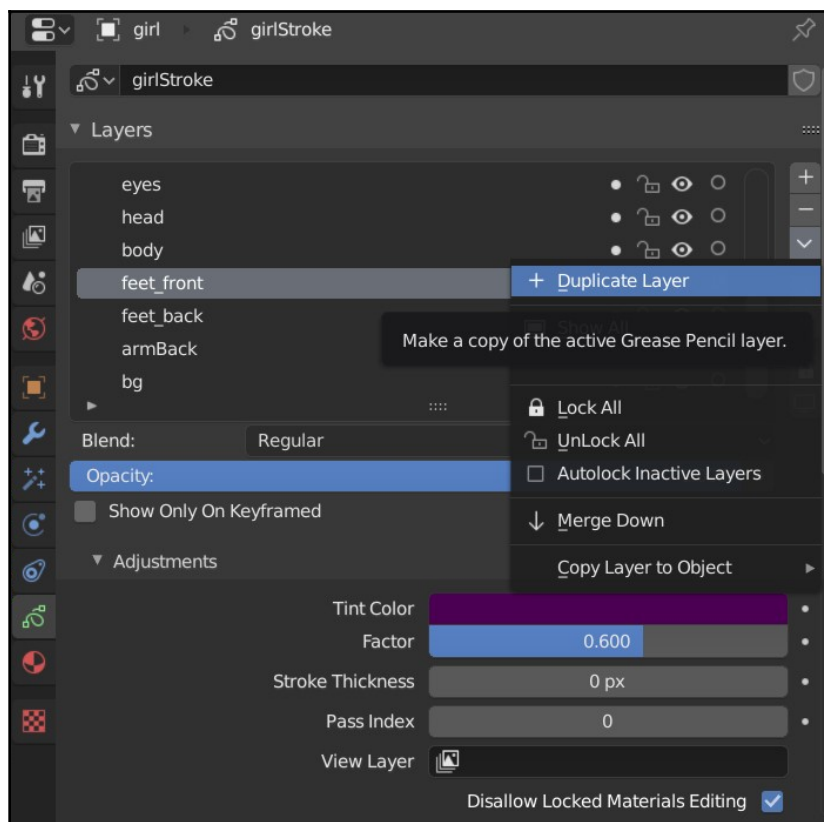 girl girlStroke
girlStroke
Layers
eyes
head
body
feet_front
Duplicate Layer
feet_back
Show All
Make a copy of the active Grease Pencil layer.
armBack
bg
Lock All
Blend: Regular
UnLock All
Opacity:
Autolock Inactive Layers
Show Only On Keyframed
Merge Down
Adjustments
Copy Layer to Object
Tint Color
Factor 0.600
Stroke Thickness 0 px
Pass Index 0
View Layer
Disallow Locked Materials Editing